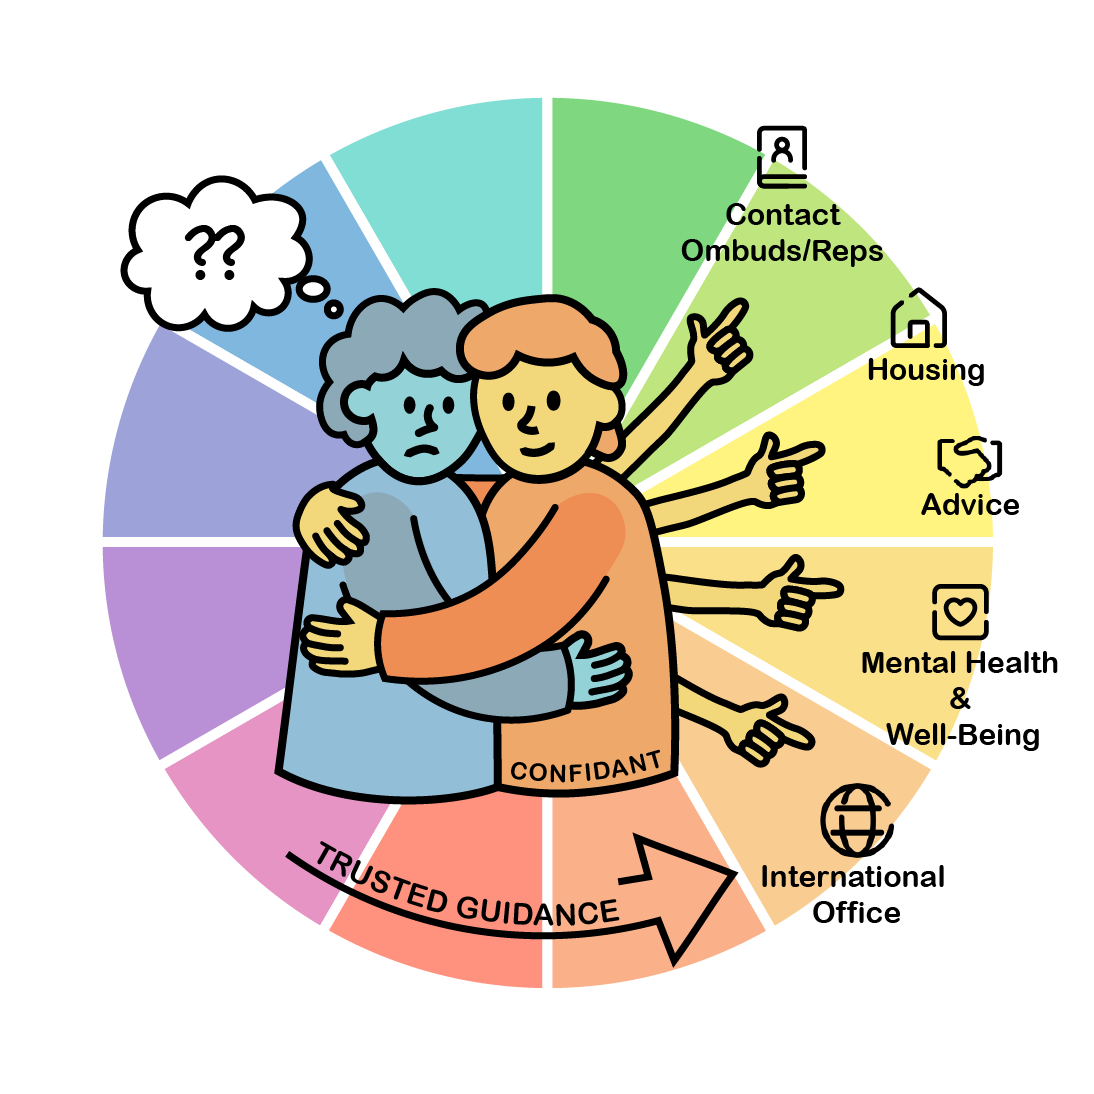 ??
Contact
Ombuds/Reps
Housing
Advice
Mental Health
&
Well-Being
International
Office
CONFIDANT
TRUSTED GUIDANCE